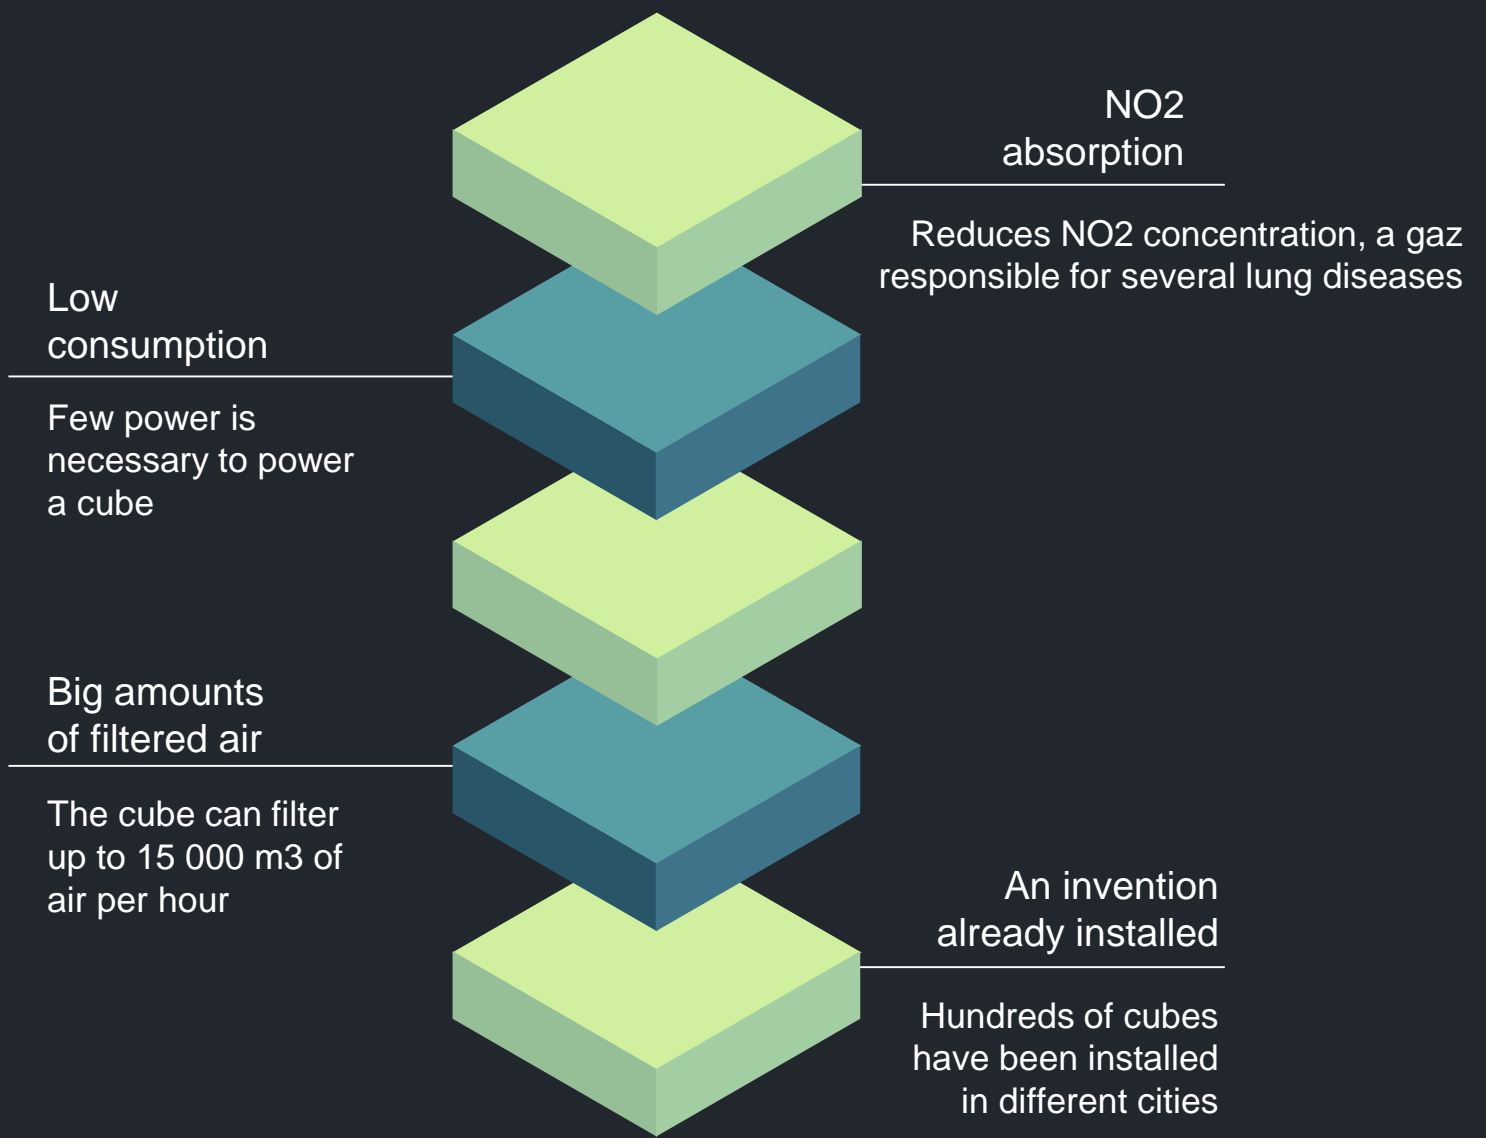 NO2
absorption
Reduces NO2 concentration, a gaz
responsible for several lung diseases
Low
consumption
Few power is
necessary to power
a cube
Big amounts
of filtered air
The cube can filter
up to 15 000 m3 of
air per hour
An invention
already installed
Hundreds of cubes
have been installed
in different cities